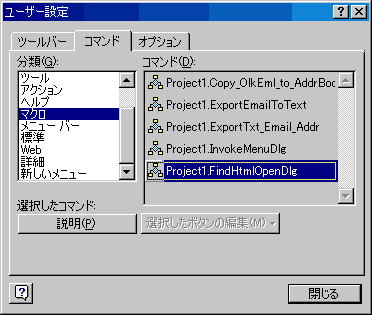 ユーザー設定
ツールバー コマンド オプション
分類(G):
ツール
アクション
ヘルプ
マクロ
メニュー バー
標準
Web
詳細
新しいメニュー
コマンド(D):
Project1.Copy_OlkEml_to_AddrBoo
Project1.ExportEmailToText
Project1.ExportTxt_Email_Addr
Project1.InvokeMenuDlg
Project1.FindHtmlOpenDlg
選択したコマンド:
説明(P) 選択したボタンの編集(M)
閉じる